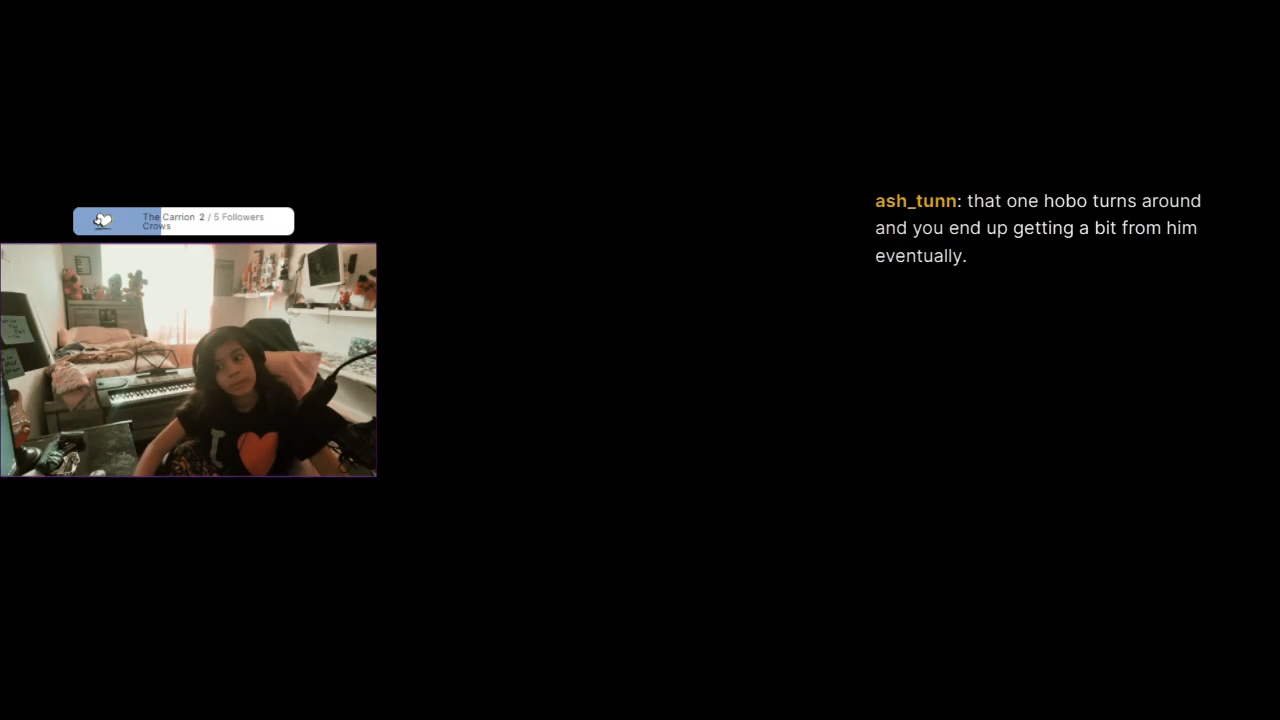 The Carrion 2 / 5 Followers
Crows
ash_tunn: that one hobo turns around
and you end up getting a bit from him
eventually.